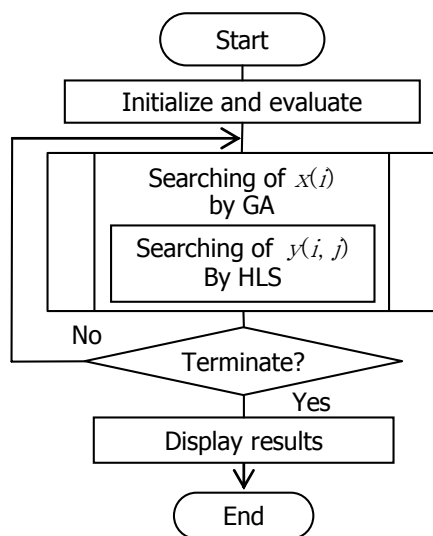 Start
Initialize and evaluate
Searching of x(i)
by GA
Searching of y(i, j)
By HLS
No
Terminate?
Yes
Display results
End